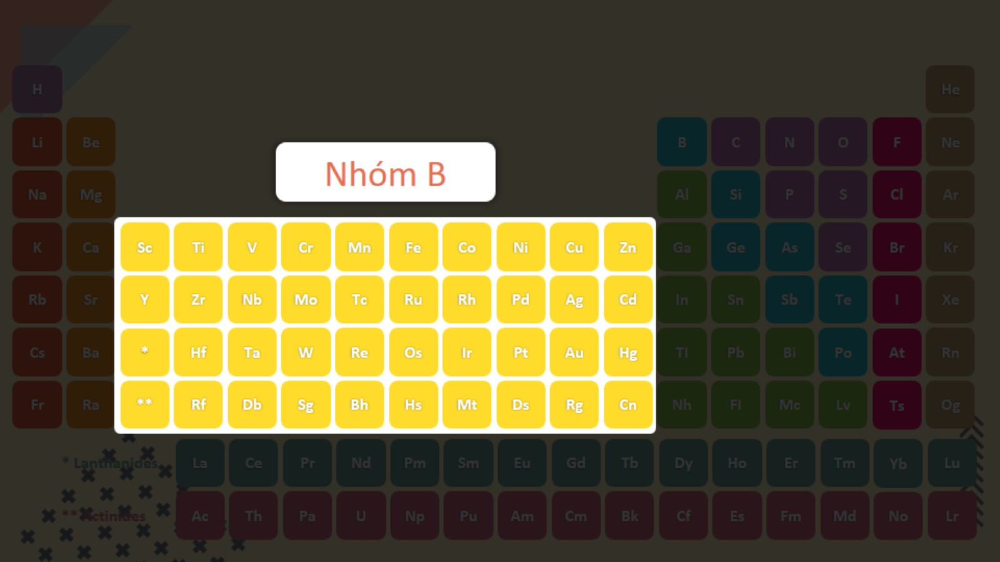 H He
Li Be B C N O F Ne
Nhóm B
Na Mg Al Si P S Cl Ar
K Ca Sc Ti V Cr Mn Fe Co Ni Cu Zn Ga Ge As Se Br Kr
Rb Sr Y Zr Nb Mo Tc Ru Rh Pd Ag Cd In Sn Sb Te I Xe
Cs Ba * Hf Ta W Re Os Ir Pt Au Hg Tl Pb Bi Po At Rn
Fr Ra ** Rf Db Sg Bh Hs Mt Ds Rg Cn Nh Fl Mc Lv Ts Og
* Lanthanides La Ce Pr Nd Pm Sm Eu Gd Tb Dy Ho Er Tm Yb Lu
** Actinides Ac Th Pa U Np Pu Am Cm Bk Cf Es Fm Md No Lr